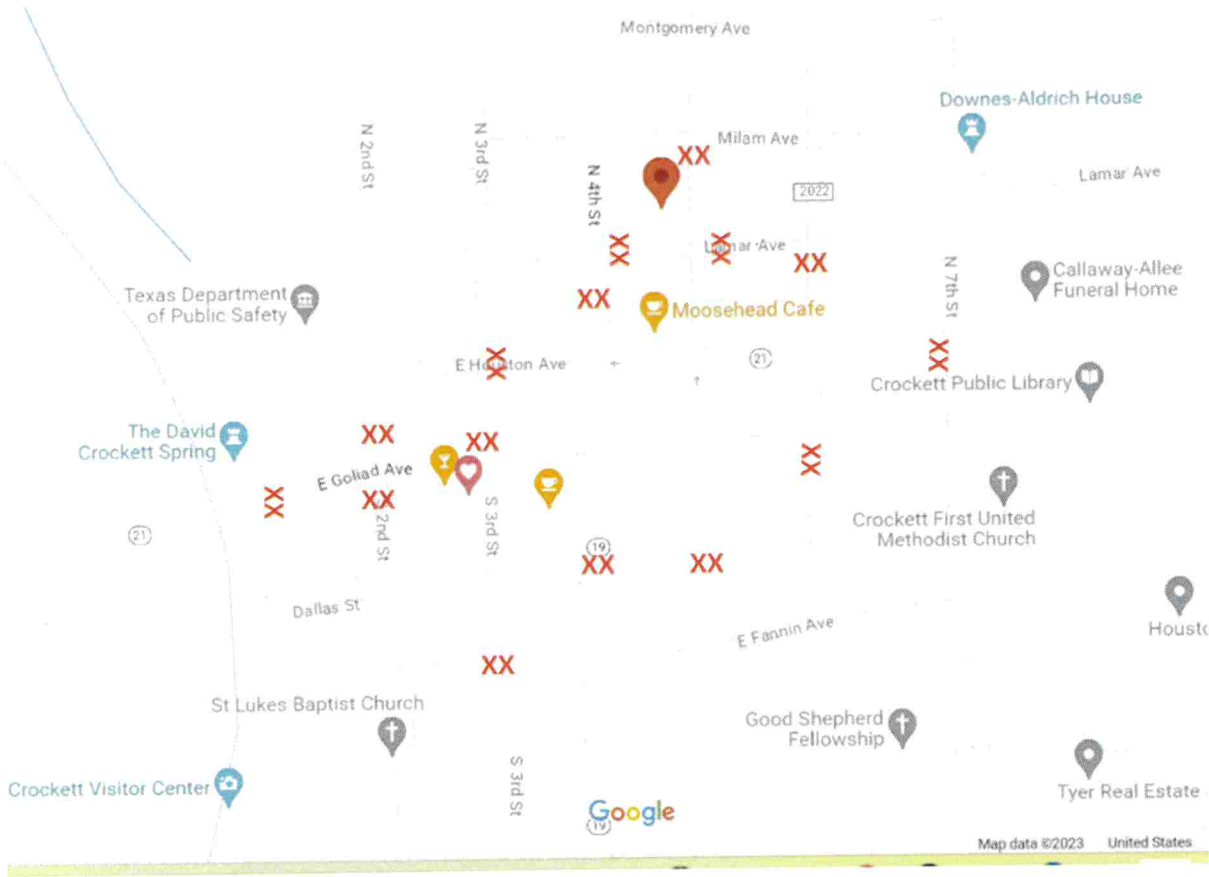 Montgomery Ave
Downes-Aldrich House
N 2nd St
N 3rd St
Milam Ave
XX
N 4th St
Lamar Ave
2022
XX
Lamar Ave
XX
XX
N 7th St
Callaway-Allee
Funeral Home
Texas Department
of Public Safety
XX
Moosehead Cafe
E Houston Ave
XX
←
21
↑
XX
Crockett Public Library
The David
Crockett Spring
XX
XX
E Goliad Ave
XX
XX
XX
S 3rd St
2nd St
21
19
XX
XX
Crockett First United
Methodist Church
Dallas St
E Fannin Ave
Housto
XX
St Lukes Baptist Church
Good Shepherd
Fellowship
S 3rd St
Crockett Visitor Center
Google
19
Tyer Real Estate
Map data ©2023 United States